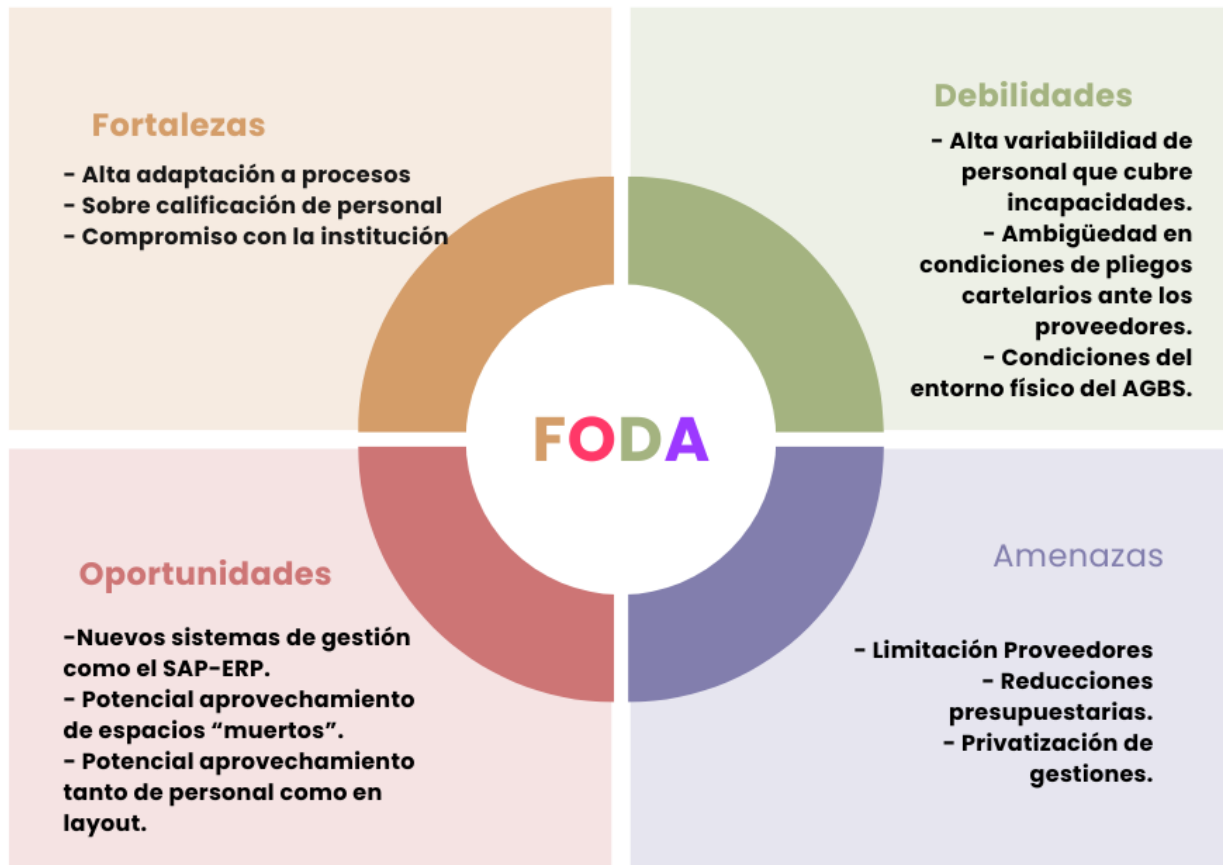 Fortalezas
- Alta adaptación a procesos
- Sobre calificación de personal
- Compromiso con la institución
Debilidades
- Alta variabiildiad de
personal que cubre
incapacidades.
- Ambigüedad en
condiciones de pliegos
cartelarios ante los
proveedores.
- Condiciones del
entorno físico del AGBS.
FODA
Oportunidades
-Nuevos sistemas de gestión
como el SAP-ERP.
- Potencial aprovechamiento
de espacios “muertos”.
- Potencial aprovechamiento
tanto de personal como en
layout.
Amenazas
- Limitación Proveedores
- Reducciones
presupuestarias.
- Privatización de
gestiones.